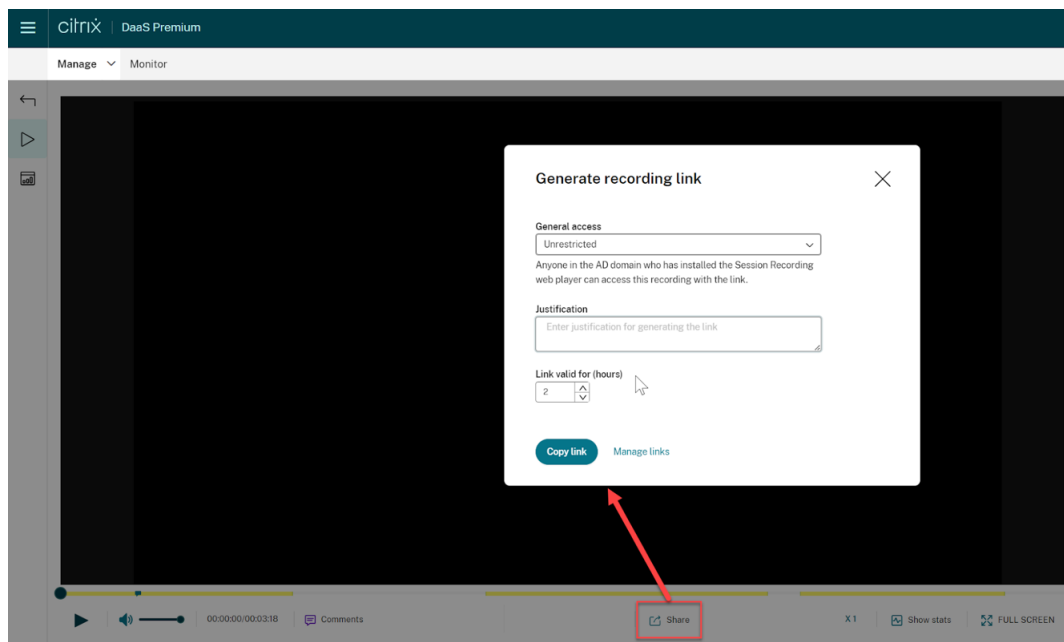 citrix DaaS Premium
Manage Monitor
Generate recording link
General access
Unrestricted
Anyone in the AD domain who has installed the Session Recording
web player can access this recording with the link.
Justification
Enter justification for generating the link
Link valid for (hours)
2
Copy link Manage links
00:00:00/00:03:18 Comments Share X 1 Show stats FULL SCREEN